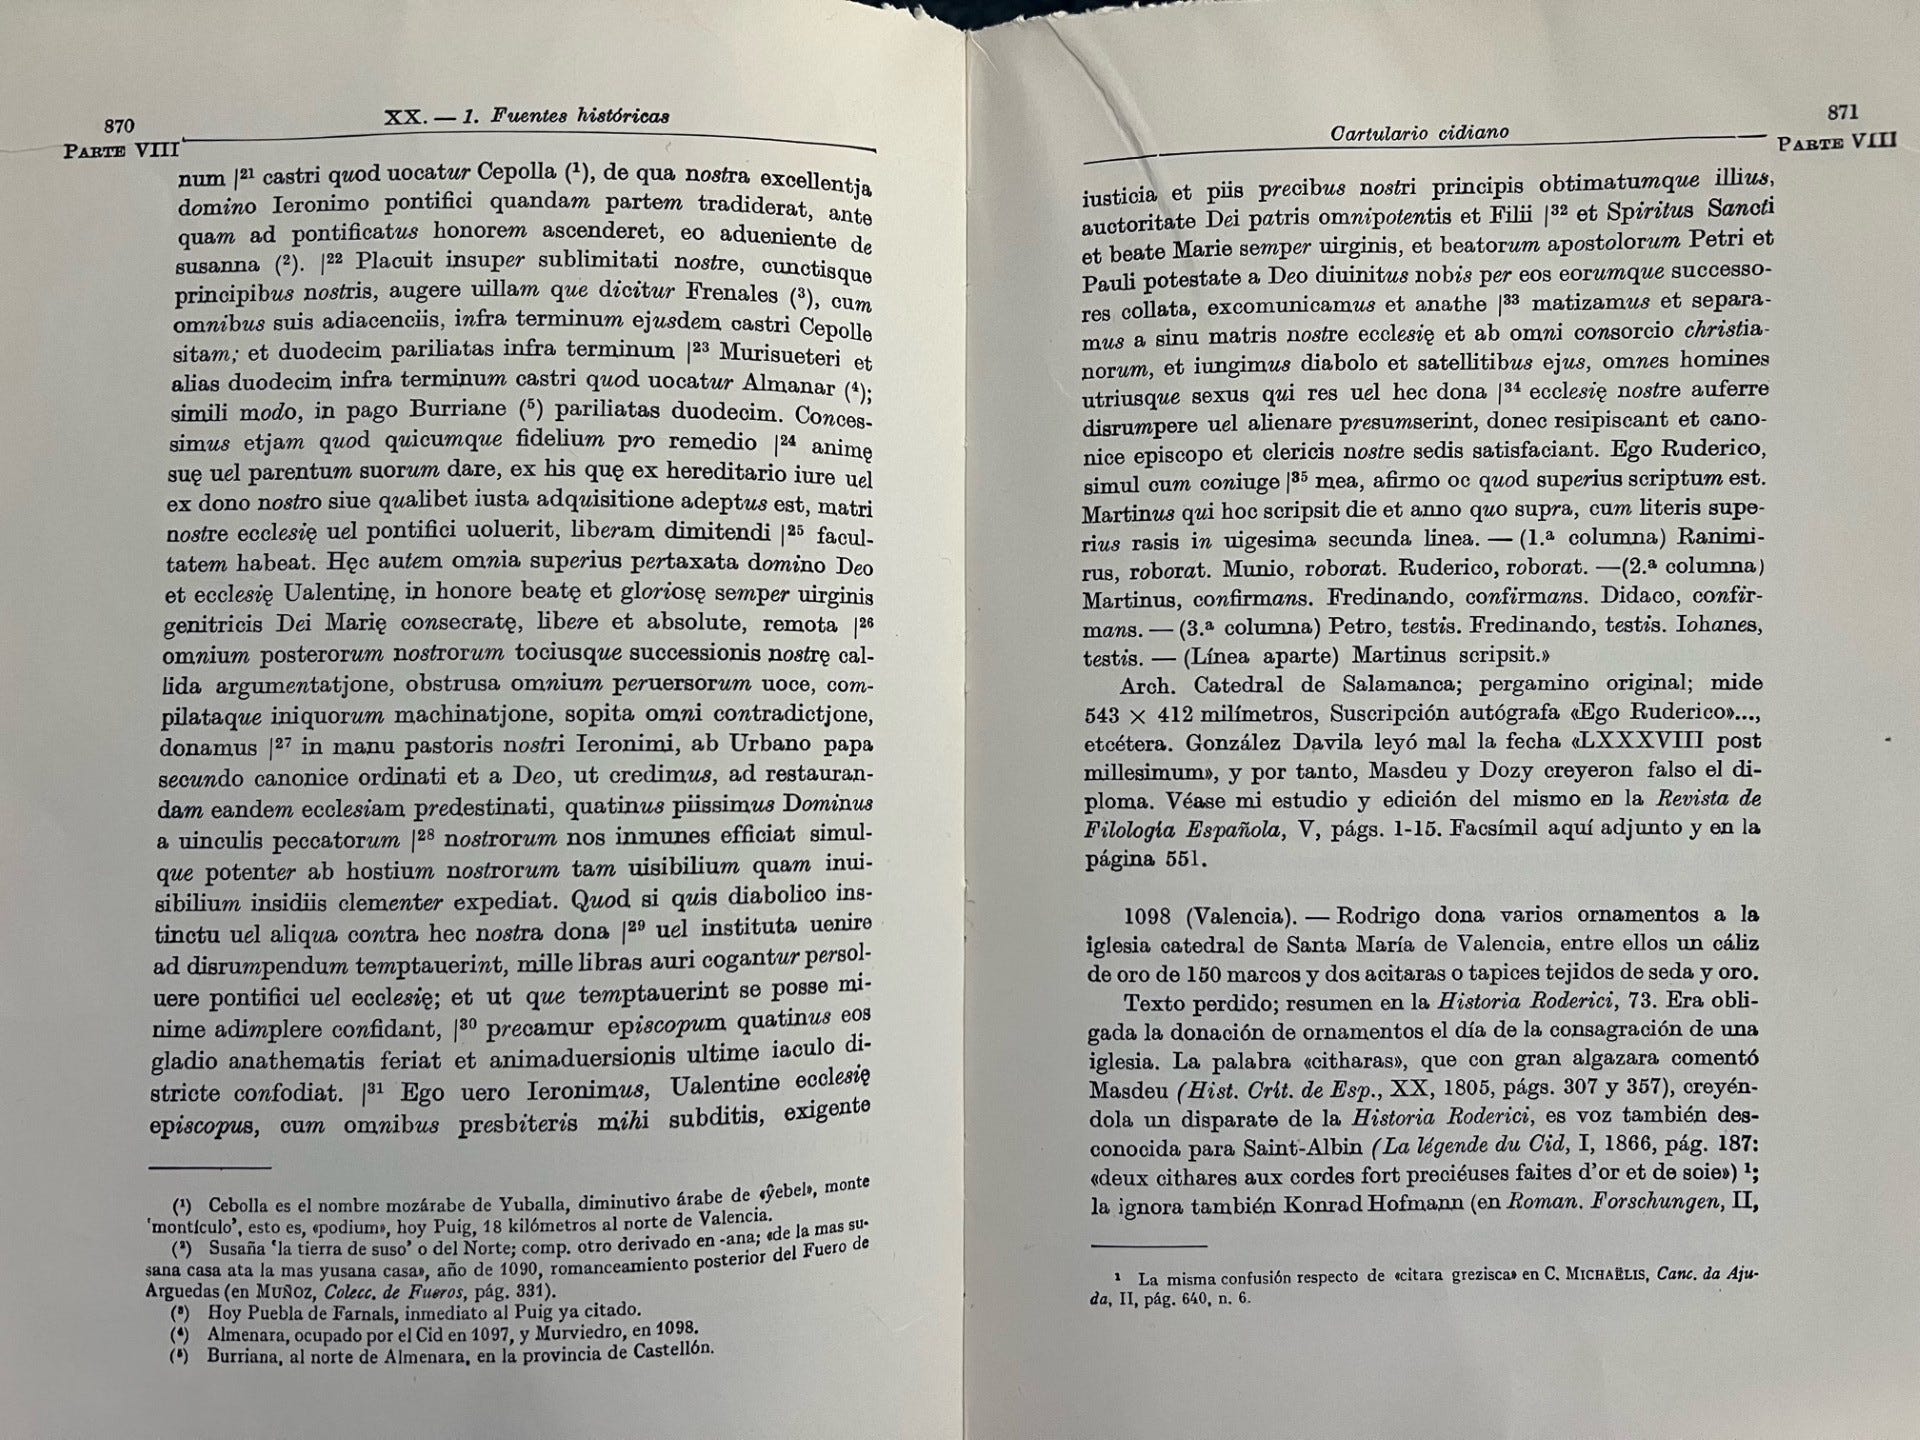 870
XX. — 1. Fuentes históricas
PARTE VIII
num |²¹ castri quod uocatur Cepolla (¹), de qua nostra excellentja
domino Ieronimo pontifici quandam partem tradiderat, ante
quam ad pontificatus honorem ascenderet, eo adueniente de
susanna (²). |²² Placuit insuper sublimitati nostre, cunctisque
principibus nostris, augere uillam que dicitur Frenales (³), cum
omnibus suis adiacenciis, infra terminum ejusdem castri Cepolle
sitam; et duodecim pariliatas infra terminum |²³ Murisueteri et
alias duodecim infra terminum castri quod uocatur Almanar (⁴);
simili modo, in pago Burriane (⁵) pariliatas duodecim. Conces-
simus etjam quod quicumque fidelium pro remedio |²⁴ animę
suę uel parentum suorum dare, ex his quę ex hereditario iure uel
ex dono nostro siue qualibet iusta adquisitione adeptus est, matri
nostre ecclesię uel pontifici uoluerit, liberam dimitendi |²⁵ facul-
tatem habeat. Hęc autem omnia superius pertaxata domino Deo
et ecclesię Ualentinę, in honore beatę et gloriosę semper uirginis
genitricis Dei Marię consecratę, libere et absolute, remota |²⁶
omnium posterorum nostrorum tociusque successionis nostrę cal-
lida argumentatjone, obstrusa omnium peruersorum uoce, com-
pilataque iniquorum machinatjone, sopita omni contradictjone,
donamus |²⁷ in manu pastoris nostri Ieronimi, ab Urbano papa
secundo canonice ordinati et a Deo, ut credimus, ad restauran-
dam eandem ecclesiam predestinati, quatinus piissimus Dominus
a uinculis peccatorum |²⁸ nostrorum nos inmunes efficiat simul-
que potenter ab hostium nostrorum tam uisibilium quam inui-
sibilium insidiis clementer expediat. Quod si quis diabolico ins-
tinctu uel aliqua contra hec nostra dona |²⁹ uel instituta uenire
ad disrumpendum temptauerint, mille libras auri cogantur persol-
uere pontifici uel ecclesię; et ut que temptauerint se posse mi-
nime adimplere confidant, |³⁰ precamur episcopum quatinus eos
gladio anathematis feriat et animaduersionis ultime iaculo di-
stricte confodiat. |³¹ Ego uero Ieronimus, Ualentine ecclesię
episcopus, cum omnibus presbiteris mihi subditis, exigente
(¹) Cebolla es el nombre mozárabe de Yuballa, diminutivo árabe de «ŷebel», monte
'montículo', esto es, «podium», hoy Puig, 18 kilómetros al norte de Valencia.
(²) Susaña 'la tierra de suso' o del Norte; comp. otro derivado en -ana; «de la mas su-
sana casa ata la mas yusana casa», año de 1090, romanceamiento posterior del Fuero de
Arguedas (en MUÑOZ, Colecc. de Fueros, pág. 331).
(³) Hoy Puebla de Farnals, inmediato al Puig ya citado.
(⁴) Almenara, ocupado por el Cid en 1097, y Murviedro, en 1098.
(⁵) Burriana, al norte de Almenara, en la provincia de Castellón.
Cartulario cidiano
871
PARTE VIII
iusticia et piis precibus nostri principis obtimatumque illius,
auctoritate Dei patris omnipotentis et Filii |³² et Spiritus Sancti
et beate Marie semper uirginis, et beatorum apostolorum Petri et
Pauli potestate a Deo diuinitus nobis per eos eorumque successo-
res collata, excomunicamus et anathe |³³ matizamus et separa-
mus a sinu matris nostre ecclesię et ab omni consorcio christia-
norum, et iungimus diabolo et satellitibus ejus, omnes homines
utriusque sexus qui res uel hec dona |³⁴ ecclesię nostre auferre
disrumpere uel alienare presumserint, donec resipiscant et cano-
nice episcopo et clericis nostre sedis satisfaciant. Ego Ruderico,
simul cum coniuge |³⁵ mea, afirmo oc quod superius scriptum est.
Martinus qui hoc scripsit die et anno quo supra, cum literis supe-
rius rasis in uigesima secunda linea. — (1.ª columna) Ranimi-
rus, roborat. Munio, roborat. Ruderico, roborat. —(2.ª columna)
Martinus, confirmans. Fredinando, confirmans. Didaco, confir-
mans. — (3.ª columna) Petro, testis. Fredinando, testis. Iohanes,
testis. — (Línea aparte) Martinus scripsit.»
Arch. Catedral de Salamanca; pergamino original; mide
543 × 412 milímetros, Suscripción autógrafa «Ego Ruderico»...,
etcétera. González Davila leyó mal la fecha «LXXXVIII post
millesimum», y por tanto, Masdeu y Dozy creyeron falso el di-
ploma. Véase mi estudio y edición del mismo en la Revista de
Filología Española, V, págs. 1-15. Facsímil aquí adjunto y en la
página 551.
1098 (Valencia). — Rodrigo dona varios ornamentos a la
iglesia catedral de Santa María de Valencia, entre ellos un cáliz
de oro de 150 marcos y dos acitaras o tapices tejidos de seda y oro.
Texto perdido; resumen en la Historia Roderici, 73. Era obli-
gada la donación de ornamentos el día de la consagración de una
iglesia. La palabra «citharas», que con gran algazara comentó
Masdeu (Hist. Crít. de Esp., XX, 1805, págs. 307 y 357), creyén-
dola un disparate de la Historia Roderici, es voz también des-
conocida para Saint-Albin (La légende du Cid, I, 1866, pág. 187:
«deux cithares aux cordes fort preciéuses faites d'or et de soie») ¹;
la ignora también Konrad Hofmann (en Roman. Forschungen, II,
¹ La misma confusión respecto de «citara grezisca» en C. MICHAËLIS, Canc. da Aju-
da, II, pág. 640, n. 6.